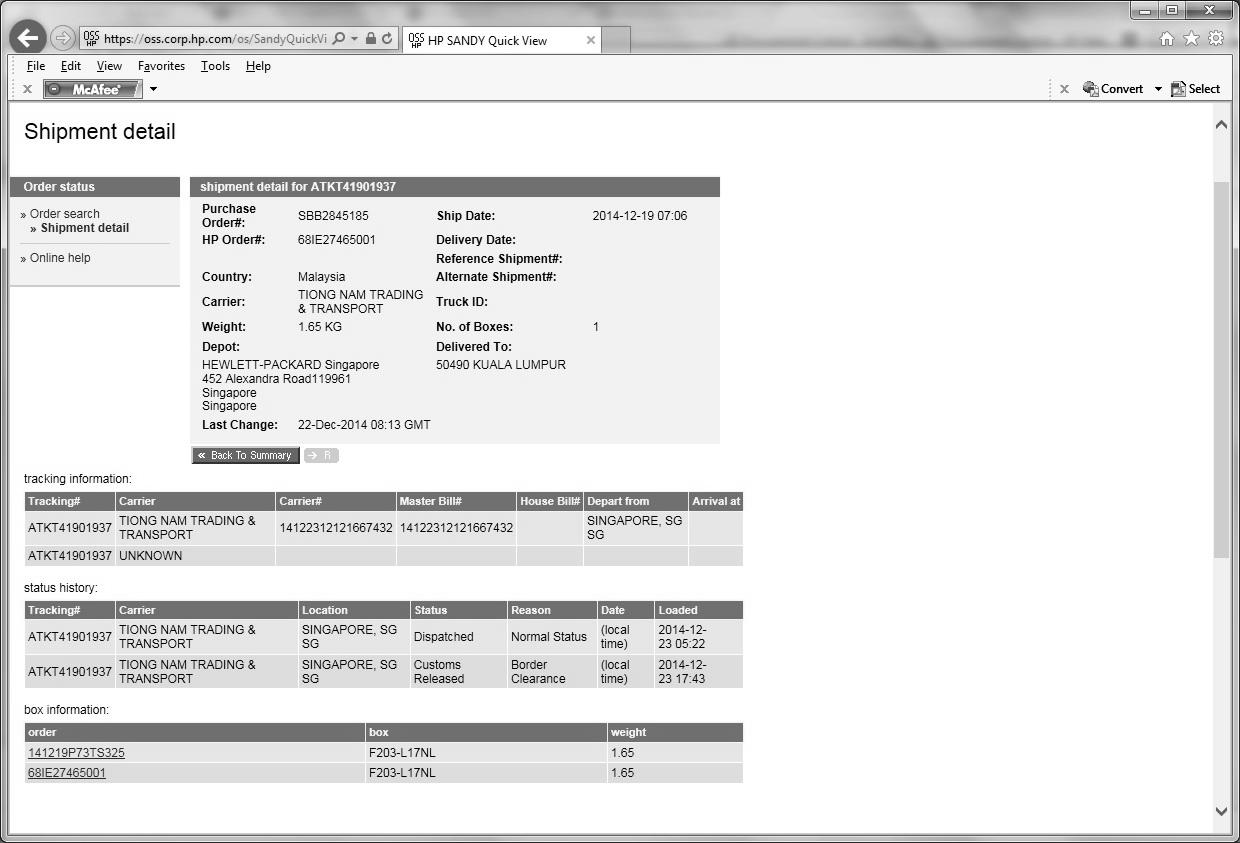 https://oss.corp.hp.com/os/SandyQuickVi
OSS HP HP SANDY Quick View
File Edit View Favorites Tools Help
McAfee Convert Select
Shipment detail
Order status
» Order search
» Shipment detail
» Online help
shipment detail for ATKT41901937
Purchase Order#: SBB2845185 Ship Date: 2014-12-19 07:06
HP Order#: 68IE27465001 Delivery Date:
Reference Shipment#:
Country: Malaysia Alternate Shipment#:
Carrier: TIONG NAM TRADING & TRANSPORT Truck ID:
Weight: 1.65 KG No. of Boxes: 1
Depot: Delivered To:
HEWLETT-PACKARD Singapore 50490 KUALA LUMPUR
452 Alexandra Road119961
Singapore
Singapore
Last Change: 22-Dec-2014 08:13 GMT
« Back To Summary R
tracking information:
Tracking# Carrier Carrier# Master Bill# House Bill# Depart from Arrival at
ATKT41901937 TIONG NAM TRADING & TRANSPORT 14122312121667432 14122312121667432 SINGAPORE, SG SG
ATKT41901937 UNKNOWN
status history:
Tracking# Carrier Location Status Reason Date Loaded
ATKT41901937 TIONG NAM TRADING & TRANSPORT SINGAPORE, SG SG Dispatched Normal Status (local time) 2014-12-23 05:22
ATKT41901937 TIONG NAM TRADING & TRANSPORT SINGAPORE, SG SG Customs Released Border Clearance (local time) 2014-12-23 17:43
box information:
order box weight
141219P73TS325 F203-L17NL 1.65
68IE27465001 F203-L17NL 1.65